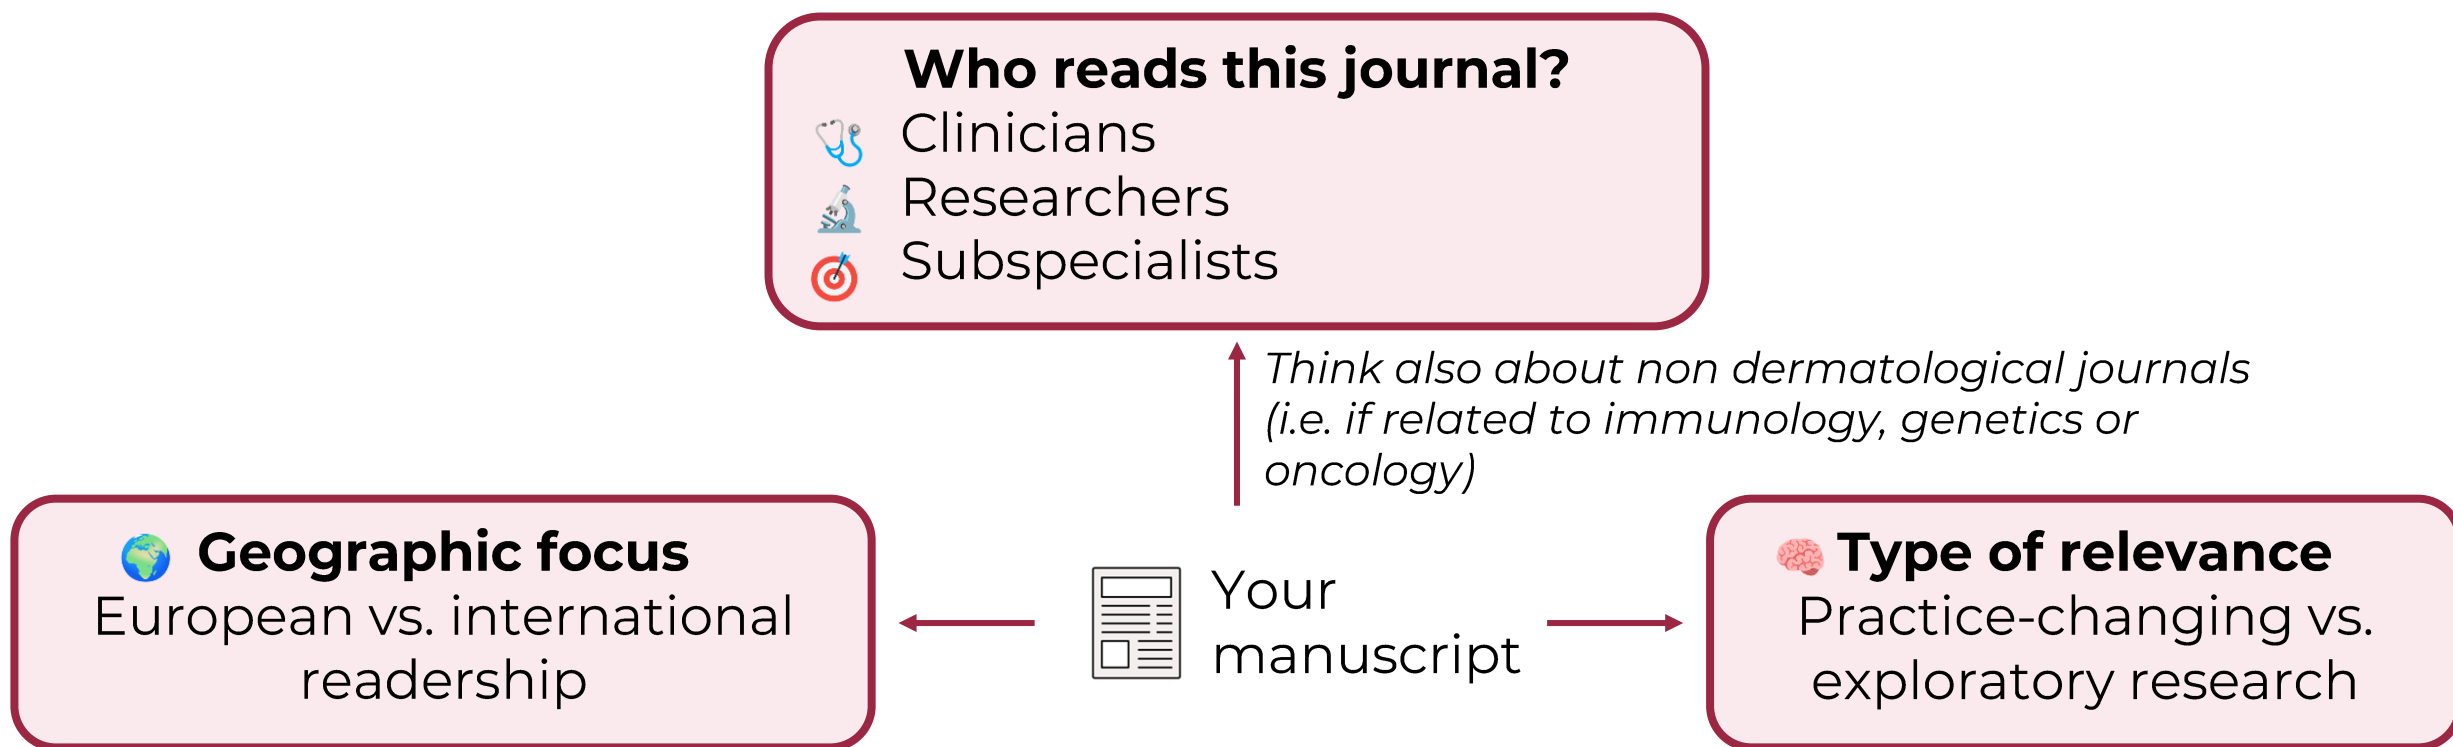 Who reads this journal?
Clinicians
Researchers
Subspecialists
Think also about non dermatological journals
(i.e. if related to immunology, genetics or
oncology)
Geographic focus
European vs. international
readership
Your
manuscript
Type of relevance
Practice-changing vs.
exploratory research